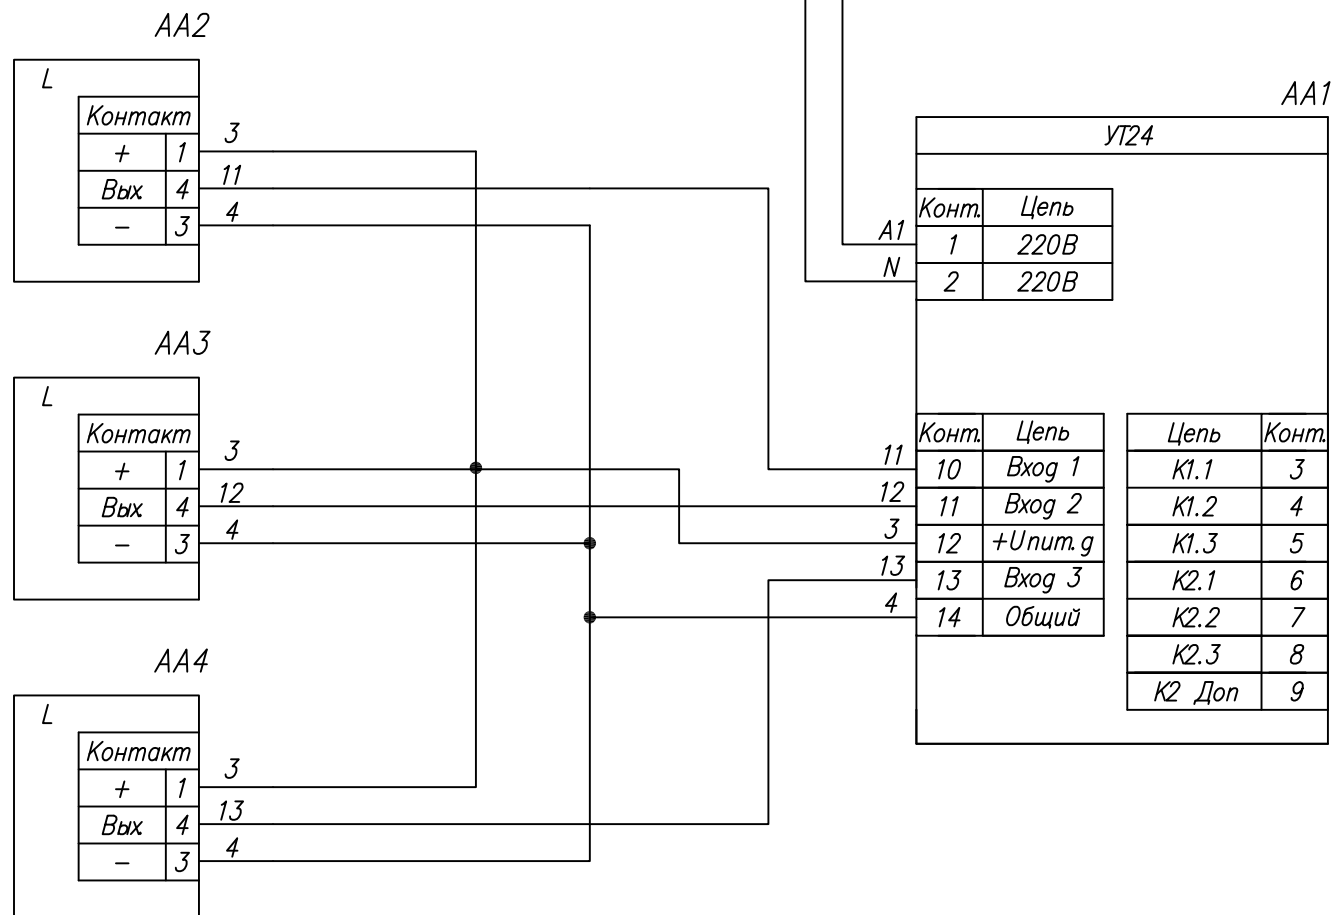 AA2
L
Контакт
3
+ 1
11
Вых. 4
4
– 3
AA3
L
Контакт
3
+ 1
12
Вых. 4
4
– 3
AA4
L
Контакт
3
+ 1
13
Вых. 4
4
– 3
AA1
УТ24
Конт. Цепь
A1
1 220В
N
2 220В
Конт. Цепь
11
10 Вход 1
12
11 Вход 2
3
12 +Uпит.д
13
13 Вход 3
4
14 Общий
Цепь Конт.
К1.1 3
К1.2 4
К1.3 5
К2.1 6
К2.2 7
К2.3 8
К2 Доп 9